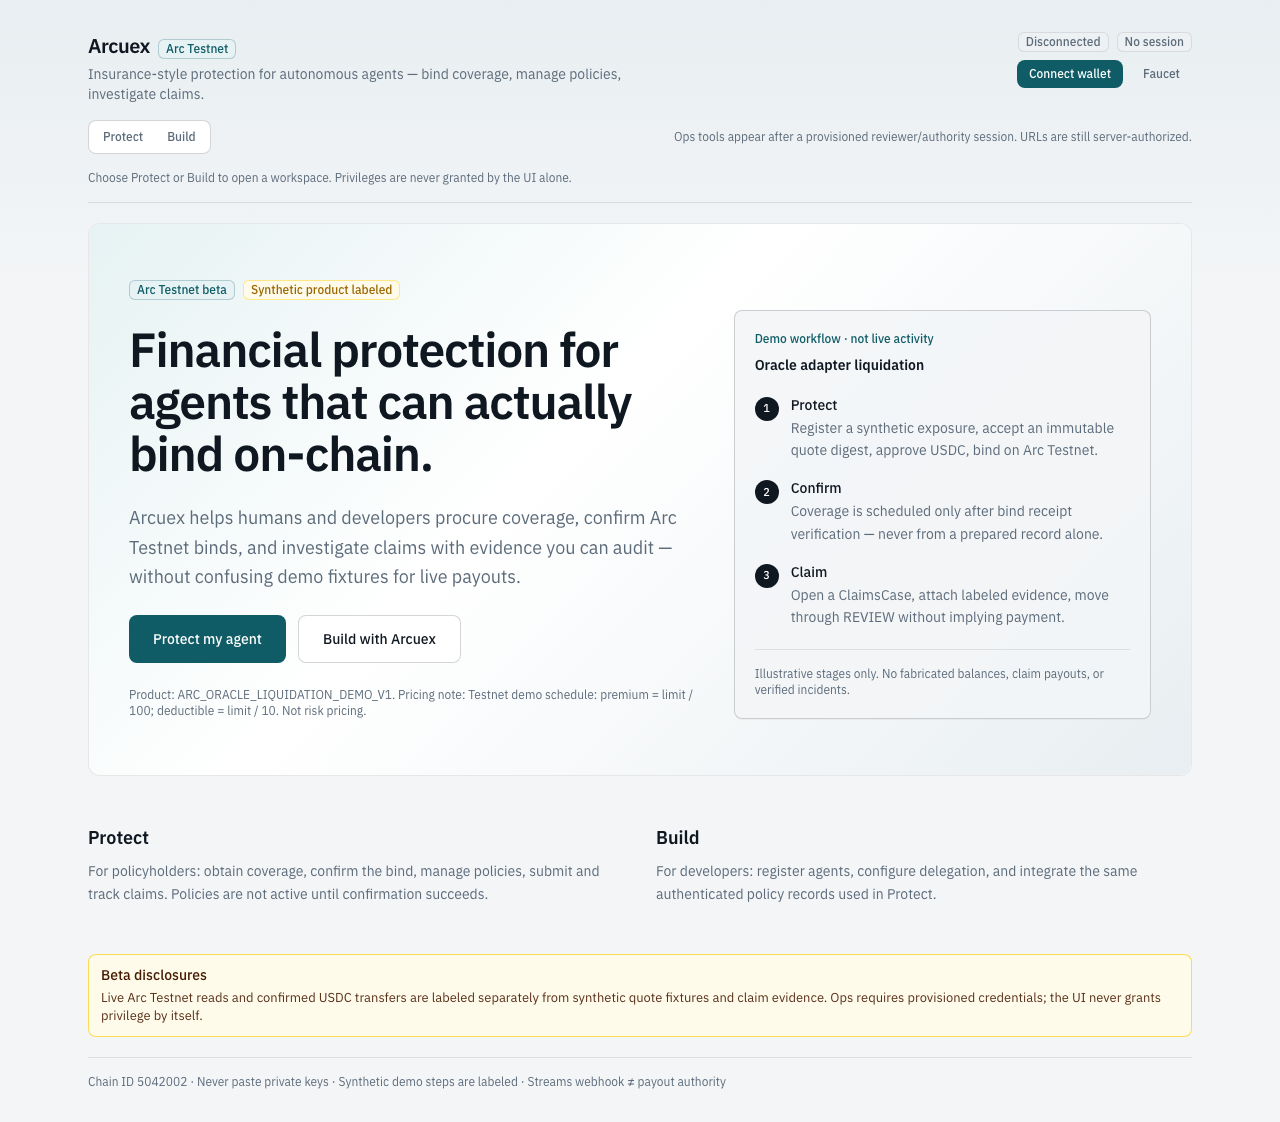 Arcuex Arc Testnet
Disconnected No session
Insurance-style protection for autonomous agents — bind coverage, manage policies,
investigate claims.
Connect wallet Faucet
Protect Build
Ops tools appear after a provisioned reviewer/authority session. URLs are still server-authorized.
Choose Protect or Build to open a workspace. Privileges are never granted by the UI alone.
Arc Testnet beta Synthetic product labeled
Financial protection for
agents that can actually
bind on-chain.
Arcuex helps humans and developers procure coverage, confirm Arc
Testnet binds, and investigate claims with evidence you can audit —
without confusing demo fixtures for live payouts.
Protect my agent Build with Arcuex
Product: ARC_ORACLE_LIQUIDATION_DEMO_V1. Pricing note: Testnet demo schedule: premium = limit /
100; deductible = limit / 10. Not risk pricing.
Demo workflow · not live activity
Oracle adapter liquidation
1 Protect
Register a synthetic exposure, accept an immutable
quote digest, approve USDC, bind on Arc Testnet.
2 Confirm
Coverage is scheduled only after bind receipt
verification — never from a prepared record alone.
3 Claim
Open a ClaimsCase, attach labeled evidence, move
through REVIEW without implying payment.
Illustrative stages only. No fabricated balances, claim payouts, or
verified incidents.
Protect
For policyholders: obtain coverage, confirm the bind, manage policies, submit and
track claims. Policies are not active until confirmation succeeds.
Build
For developers: register agents, configure delegation, and integrate the same
authenticated policy records used in Protect.
Beta disclosures
Live Arc Testnet reads and confirmed USDC transfers are labeled separately from synthetic quote fixtures and claim evidence. Ops requires provisioned credentials; the UI never grants
privilege by itself.
Chain ID 5042002 · Never paste private keys · Synthetic demo steps are labeled · Streams webhook ≠ payout authority